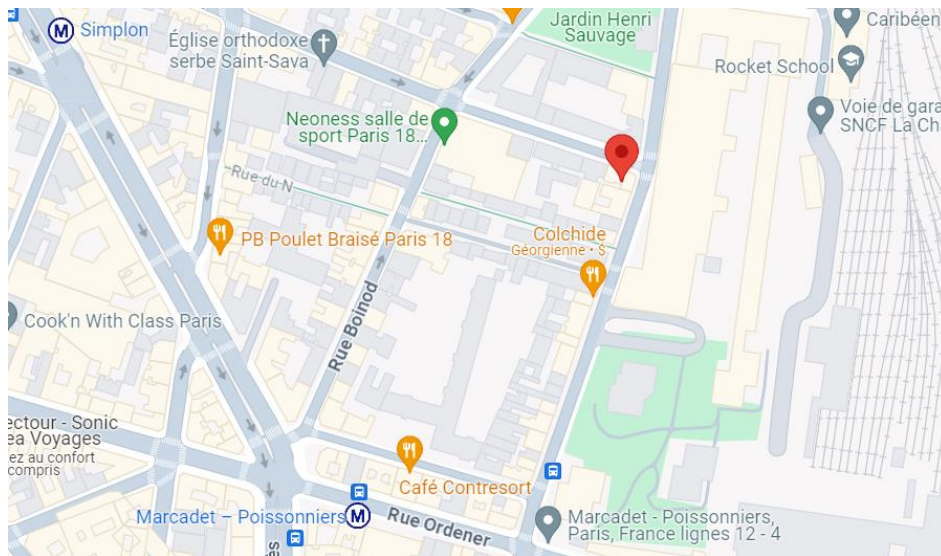 Simplon
Église orthodoxe
serbe Saint-Sava
Jardin Henri
Sauvage
Caribéen
Rocket School
Neoness salle de
sport Paris 18...
Voie de gara
SNCF La Ch
Rue du N
PB Poulet Braisé Paris 18
Colchide
Géorgienne • $
Cook'n With Class Paris
Rue Boinod
ectour - Sonic
ea Voyages
ez au confort
compris
Café Contresort
Marcadet – Poissonniers
Rue Ordener
Marcadet - Poissonniers,
Paris, France lignes 12 - 4
es